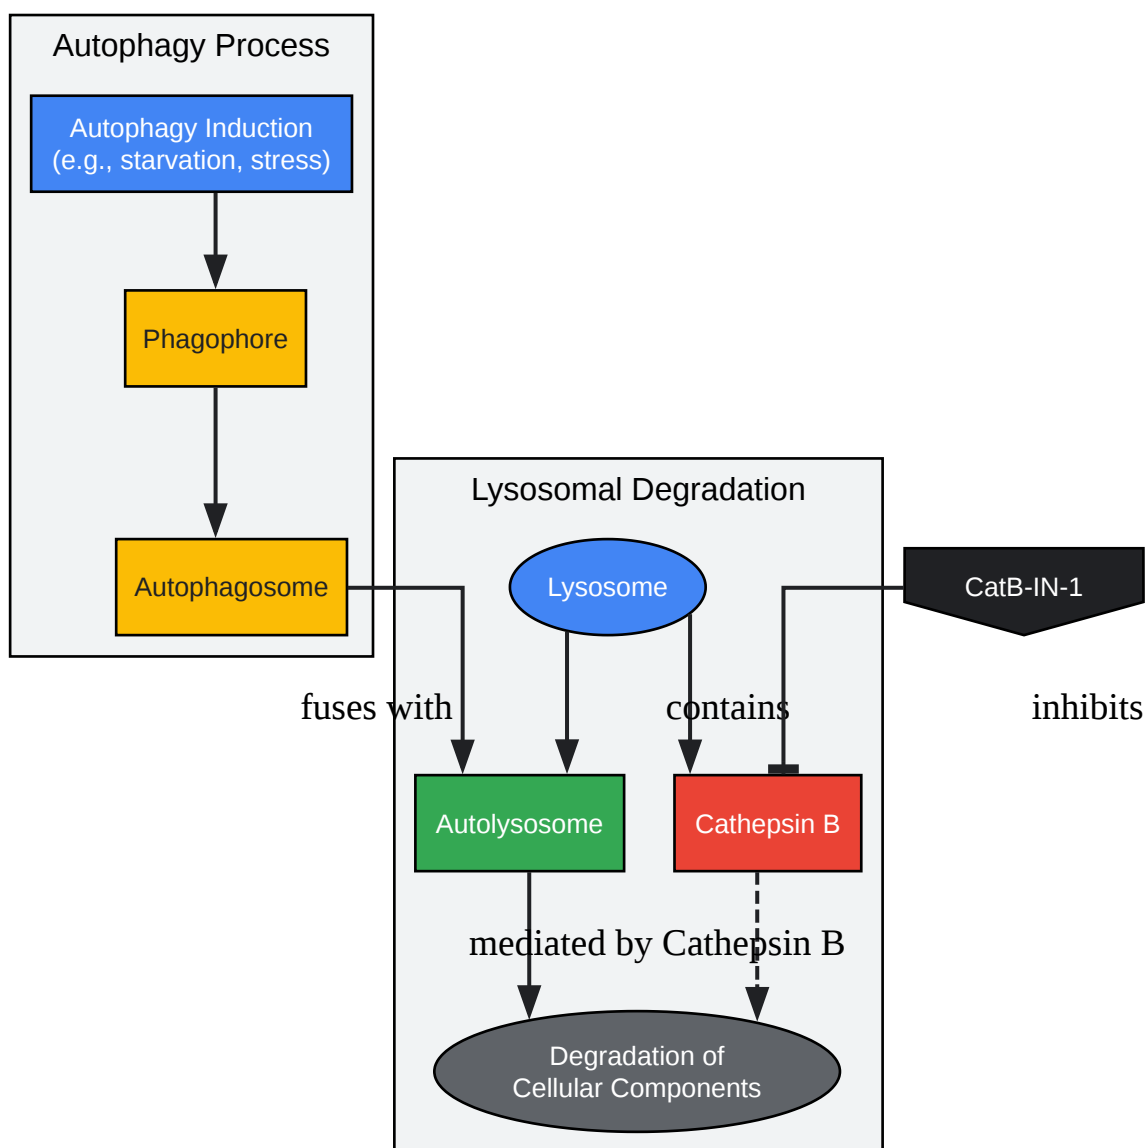 Autophagy Process
Autophagy Induction
(e.g., starvation, stress)
Phagophore
Autophagosome
Lysosomal Degradation
Lysosome
CatB-IN-1
fuses with
contains
inhibits
Autolysosome
Cathepsin B
mediated by Cathepsin B
Degradation of
Cellular Components